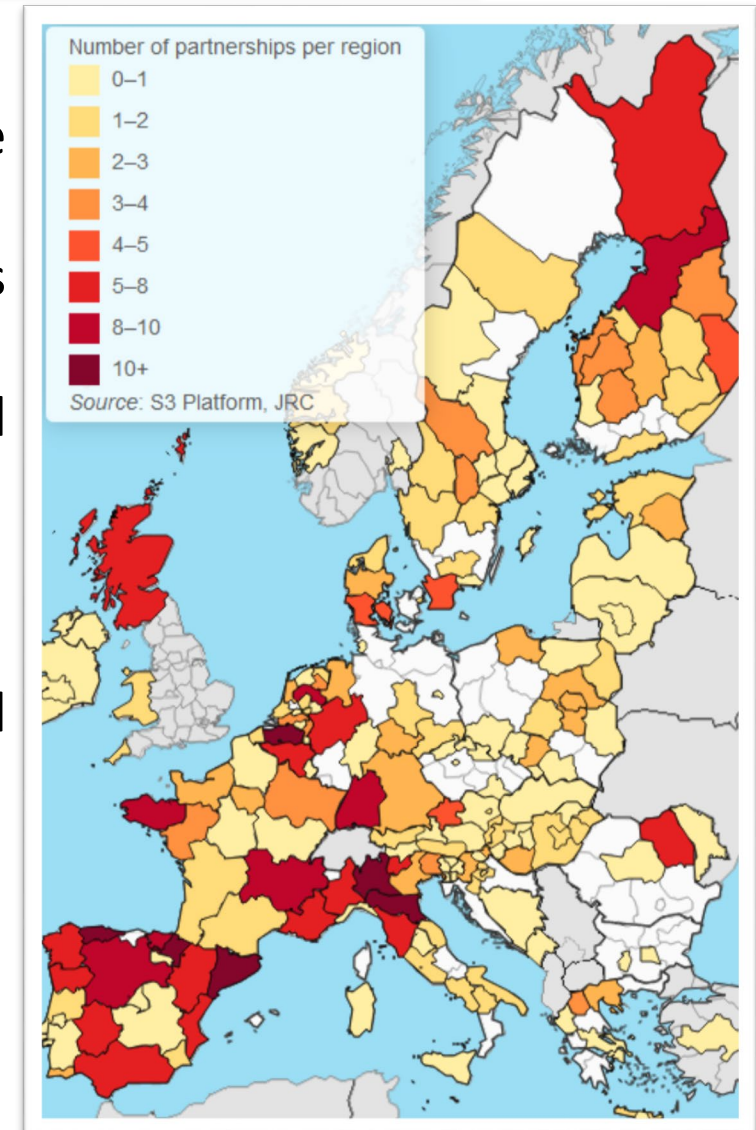 Number of partnerships per region
0–1
1–2
2–3
3–4
4–5
5–8
8–10
10+
Source: S3 Platform, JRC
e
s